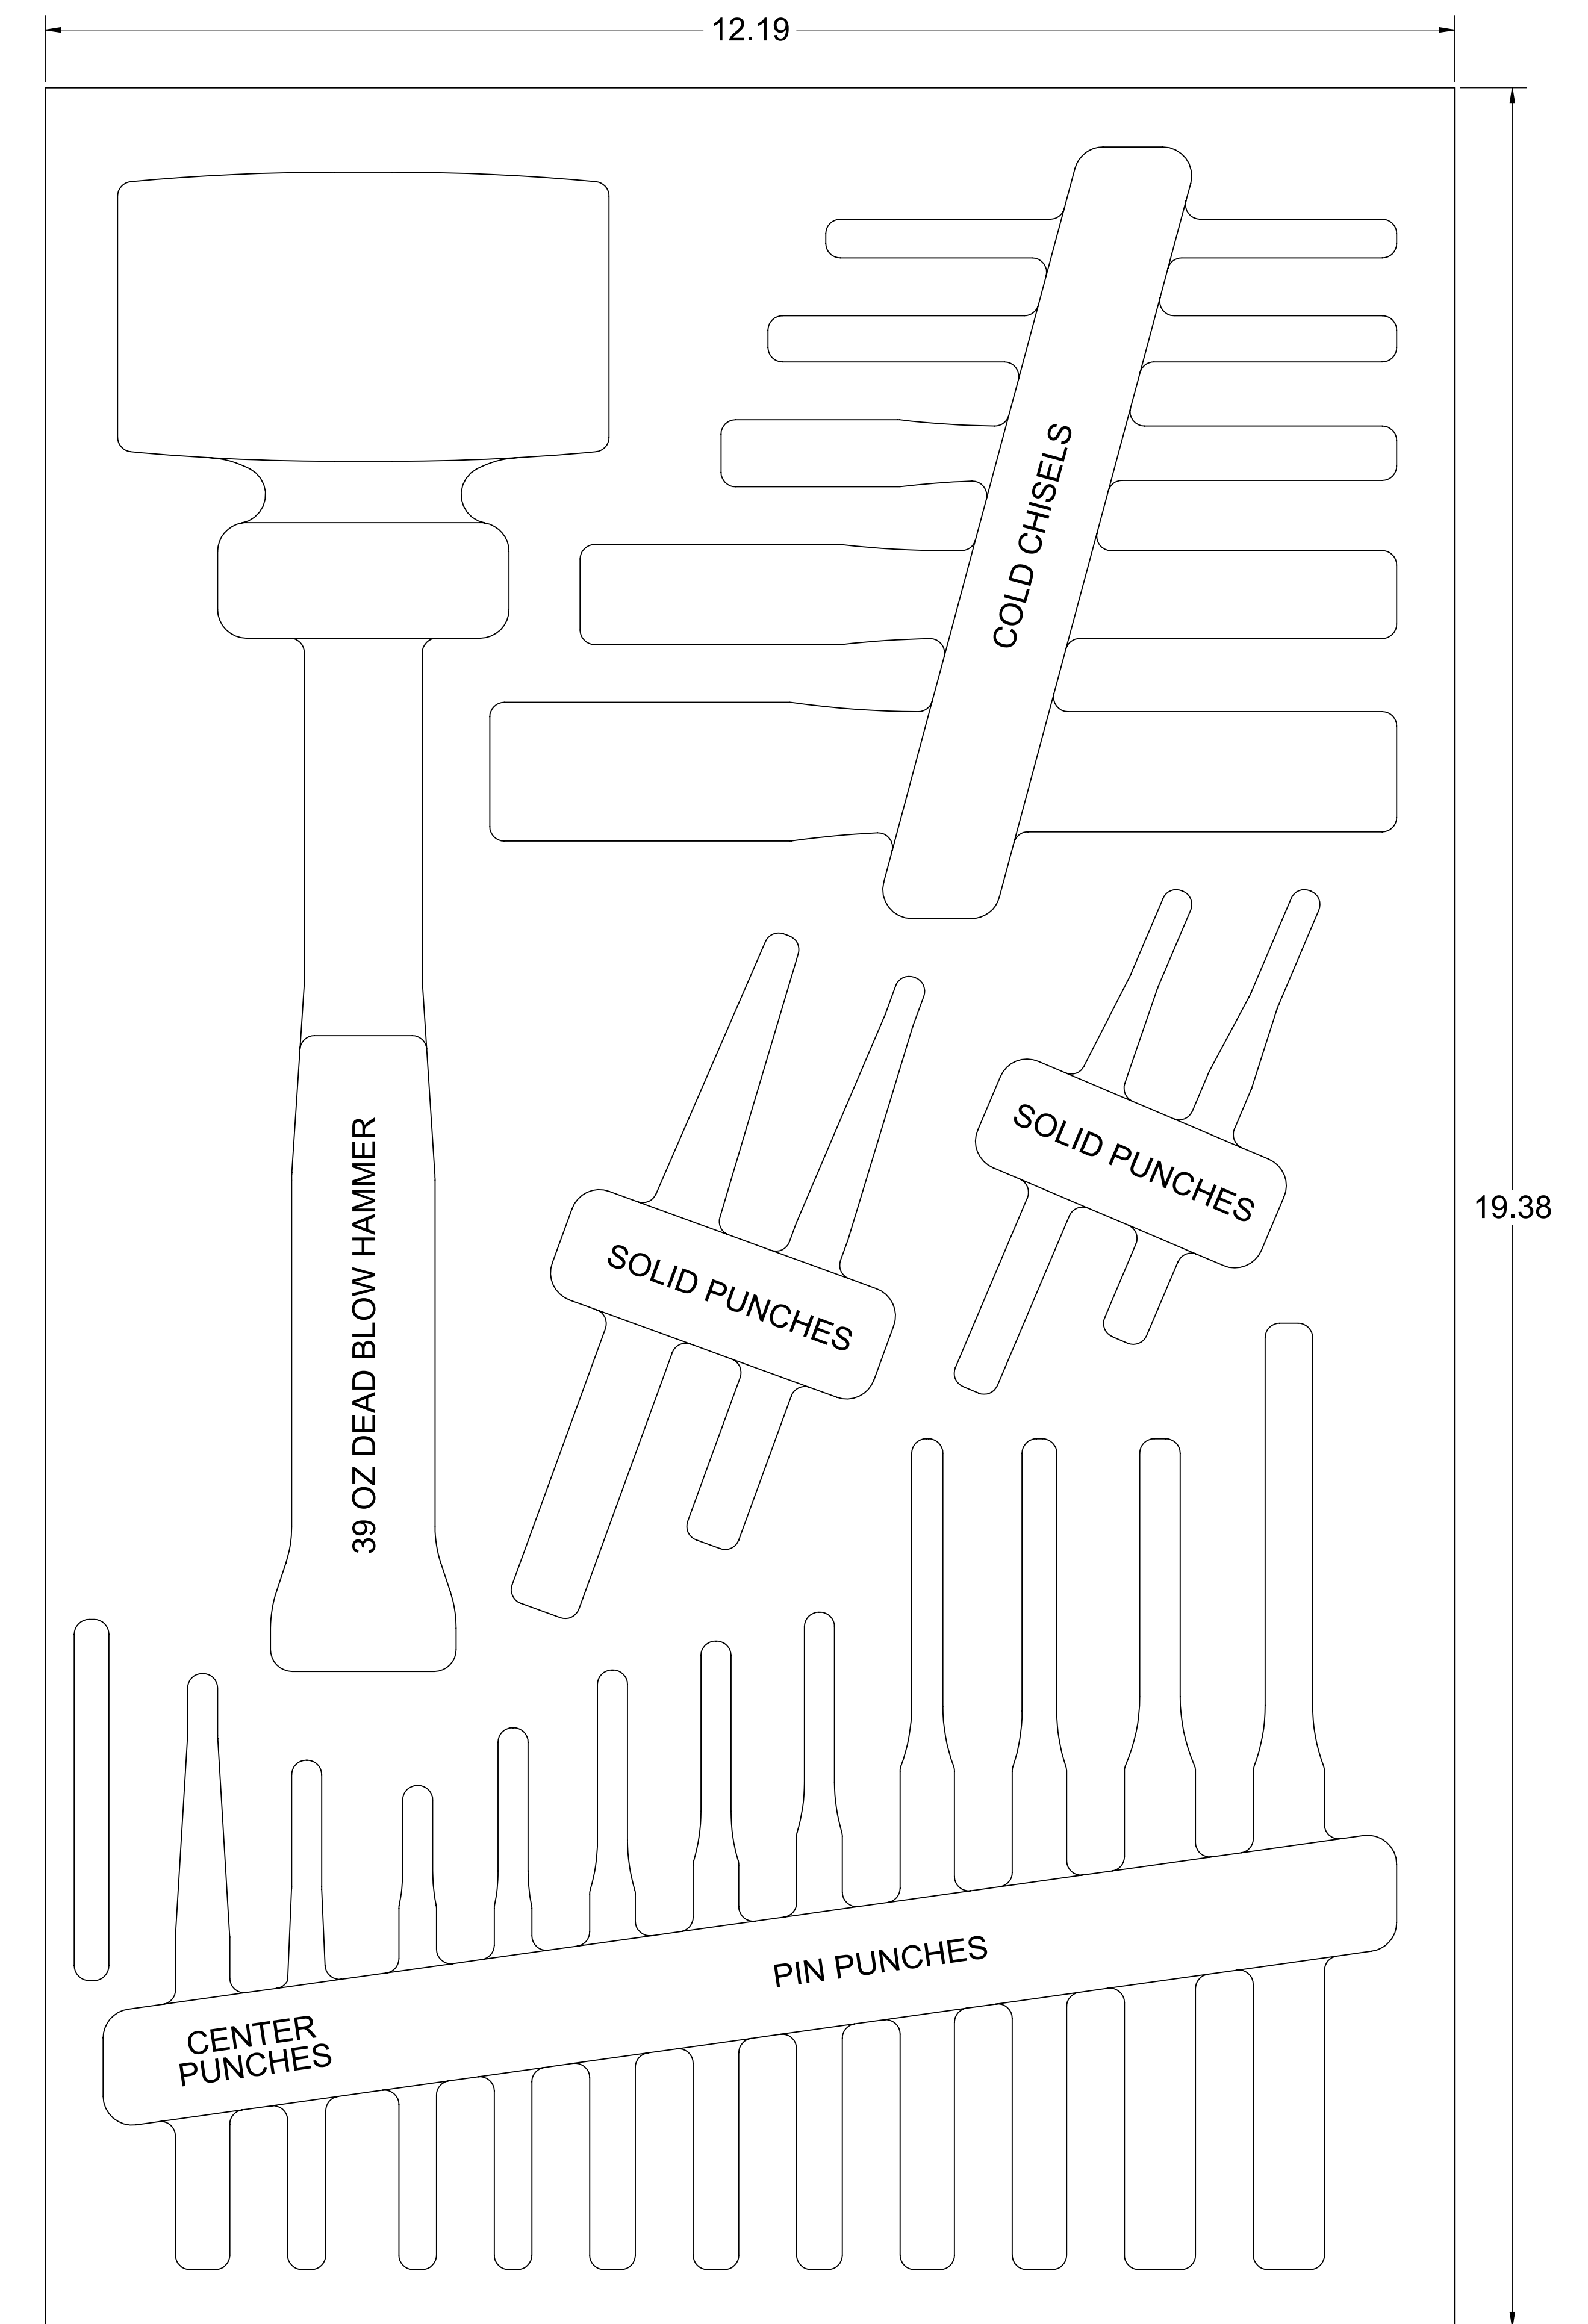 12.19
COLD CHISELS
SOLID PUNCHES
19.38
SOLID PUNCHES
39 OZ DEAD BLOW HAMMER
PIN PUNCHES
CENTER
PUNCHES